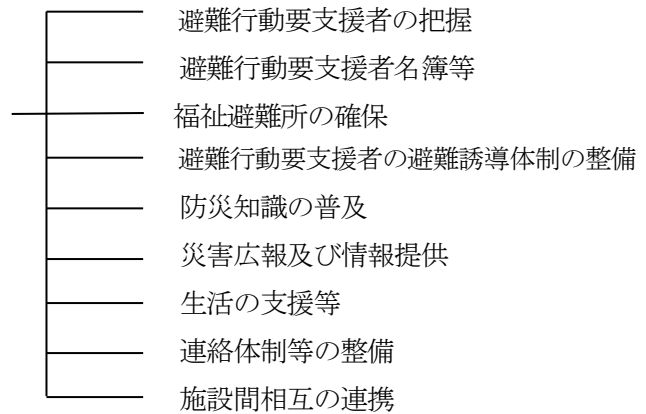 避難行動要支援者の把握
避難行動要支援者名簿等
福祉避難所の確保
避難行動要支援者の避難誘導体制の整備
防災知識の普及
災害広報及び情報提供
生活の支援等
連絡体制等の整備
施設間相互の連携